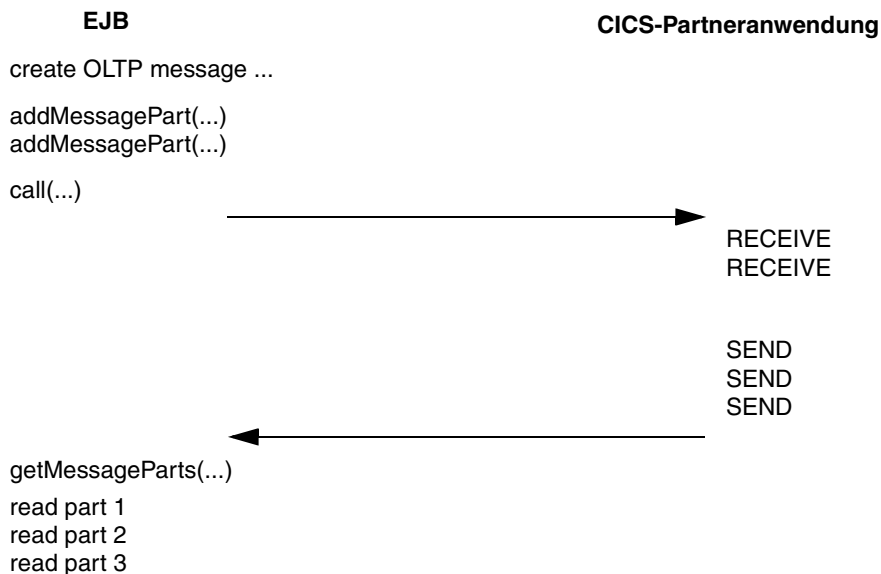 EJB
CICS-Partneranwendung
create OLTP message ...
addMessagePart(...)
addMessagePart(...)
call(...)
RECEIVE
RECEIVE
SEND
SEND
SEND
getMessageParts(...)
read part 1
read part 2
read part 3